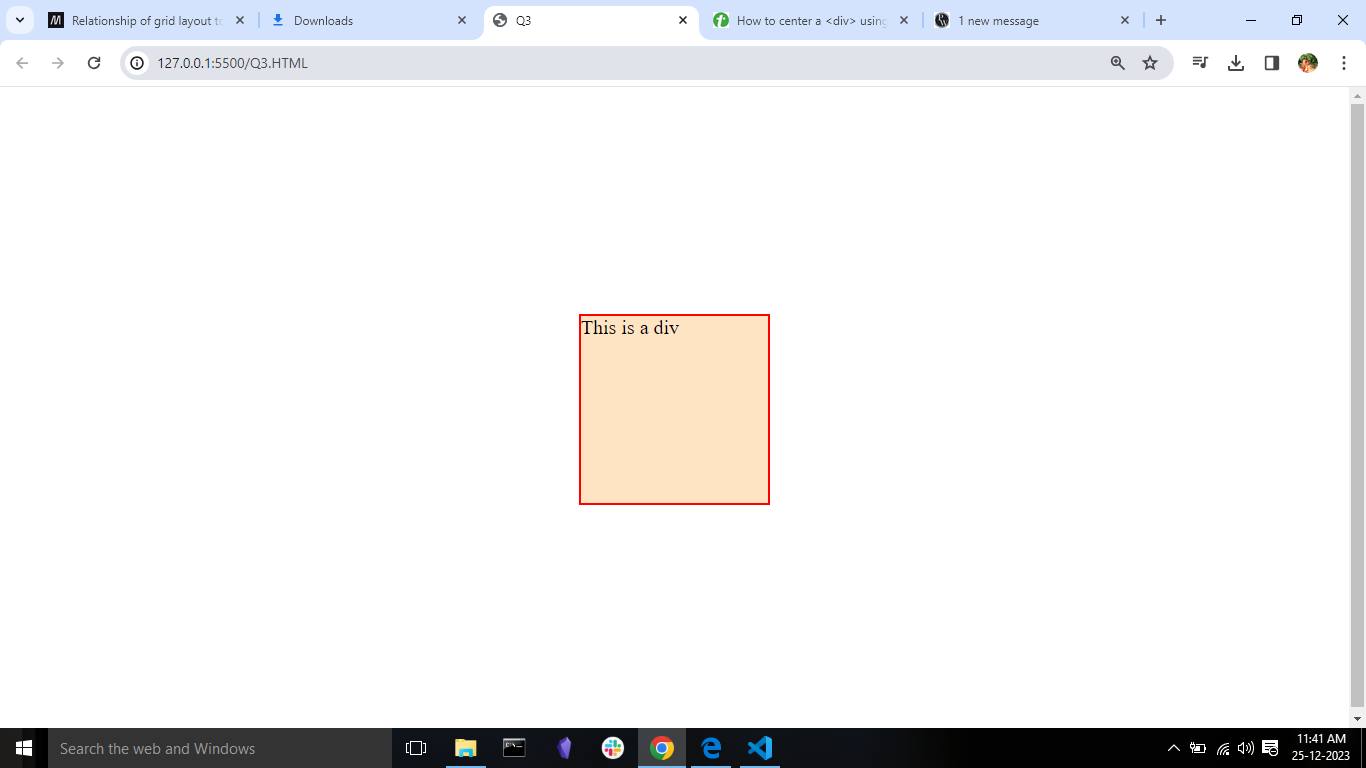 Relationship of grid layout to
Downloads
Q3
How to center a <div> using
1 new message
127.0.0.1:5500/Q3.HTML
This is a div
Search the web and Windows
11:41 AM
25-12-2023